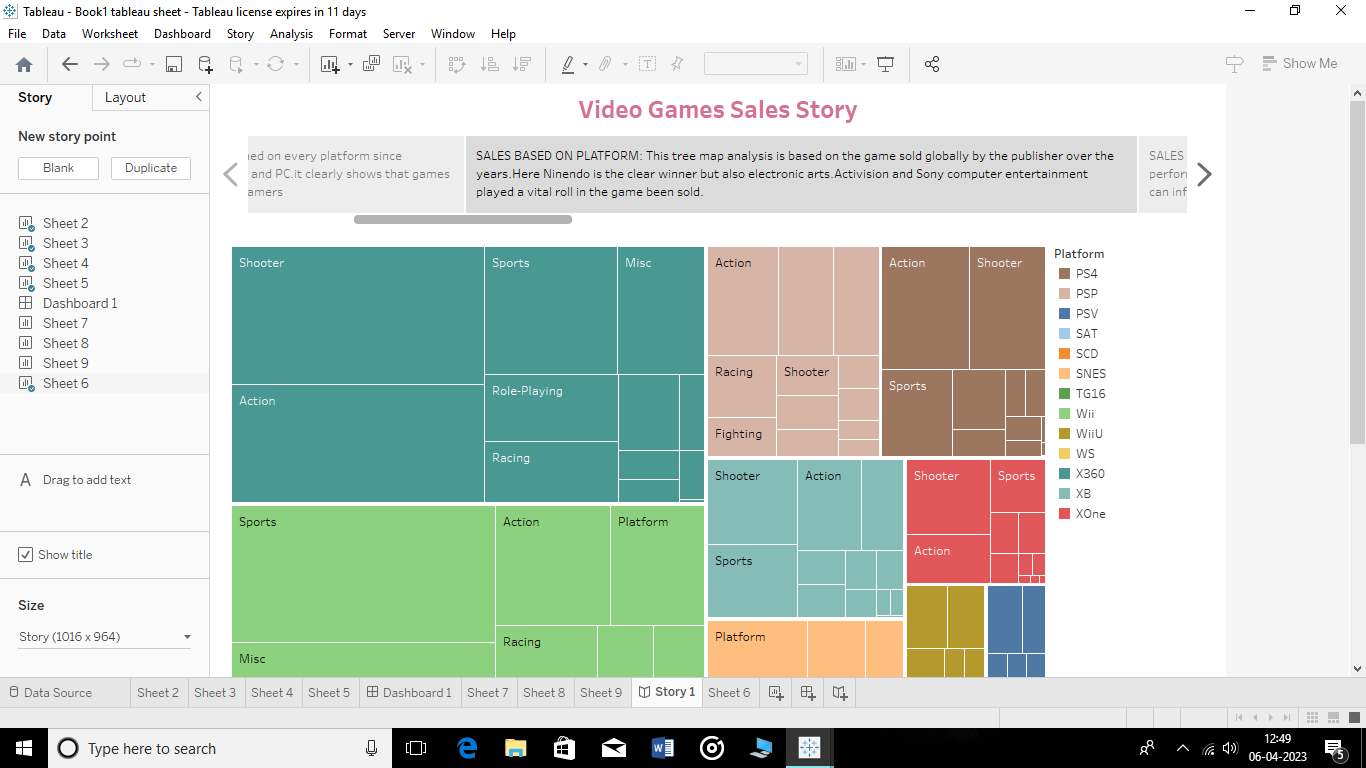 Tableau - Book1 tableau sheet - Tableau license expires in 11 days
File Data Worksheet Dashboard Story Analysis Format Server Window Help
Show Me
Story Layout
New story point
Blank Duplicate
Sheet 2
Sheet 3
Sheet 4
Sheet 5
Dashboard 1
Sheet 7
Sheet 8
Sheet 9
Sheet 6
Drag to add text
Show title
Size
Story (1016 x 964)
Video Games Sales Story
on every platform since
and PC.it clearly shows that games
SALES BASED ON PLATFORM: This tree map analysis is based on the game sold globally by the publisher over the
years.Here Ninendo is the clear winner but also electronic arts.Activision and Sony computer entertainment
played a vital roll in the game been sold.
SALES
can
Shooter Sports Misc
Action Role-Playing
Racing
Action
Racing Shooter
Fighting
Action Shooter
Sports
Sports Action Platform
Misc Racing
Shooter Action
Sports
Shooter Sports
Action
Platform
Platform
PS4
PSP
PSV
SAT
SCD
SNES
TG16
Wii
WiiU
WS
X360
XB
XOne
Data Source Sheet 2 Sheet 3 Sheet 4 Sheet 5 Dashboard 1 Sheet 7 Sheet 8 Sheet 9 Story 1 Sheet 6
Type here to search
12:49
06-04-2023
5